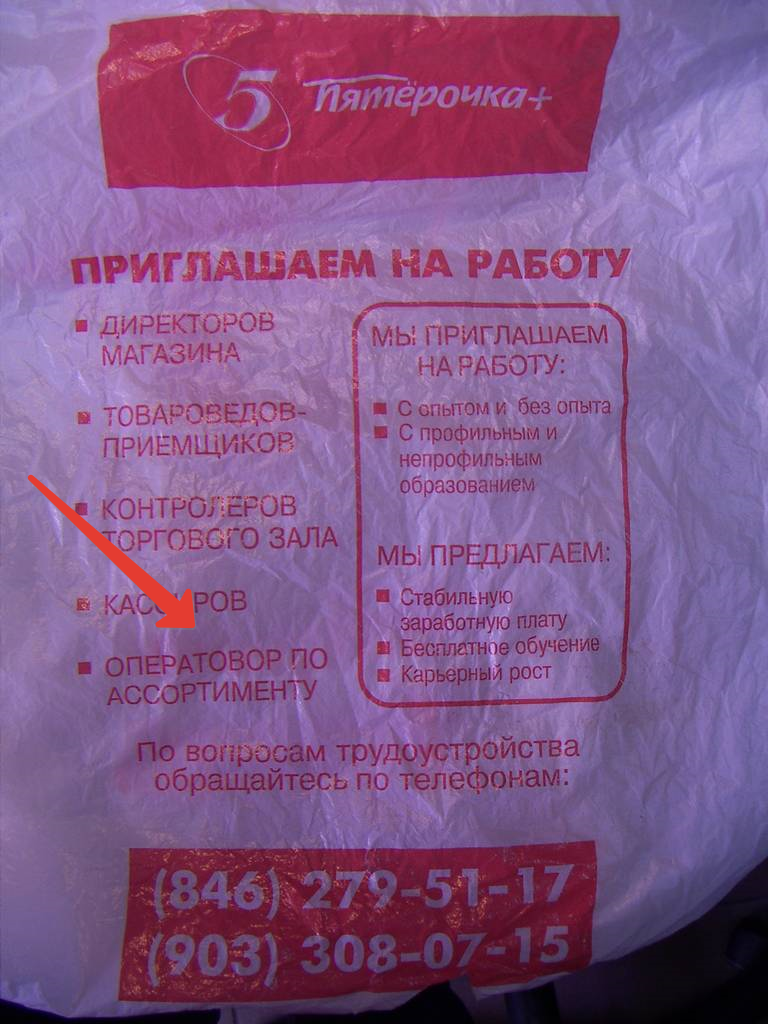 5 Пятёрочка+
ПРИГЛАШАЕМ НА РАБОТУ
▪ ДИРЕКТОРОВ
МАГАЗИНА
▪ ТОВАРОВЕДОВ-
ПРИЕМЩИКОВ
▪ КОНТРОЛЕРОВ
ТОРГОВОГО ЗАЛА
▪ КАССИРОВ
▪ ОПЕРАТОВОР ПО
АССОРТИМЕНТУ
МЫ ПРИГЛАШАЕМ
НА РАБОТУ:
▪ С опытом и без опыта
▪ С профильным и
непрофильным
образованием
МЫ ПРЕДЛАГАЕМ:
▪ Стабильную
заработную плату
▪ Бесплатное обучение
▪ Карьерный рост
По вопросам трудоустройства
обращайтесь по телефонам:
(846) 279-51-17
(903) 308-07-15